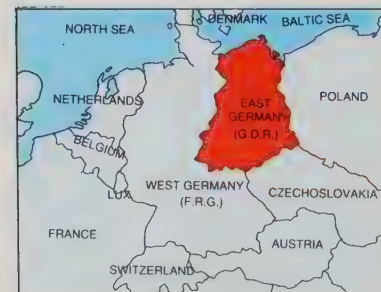 DENMARK
BALTIC SEA
NORTH SEA
NETHERLANDS
EAST
GERMANY
(G.D.R.)
POLAND
BELGIUM
WEST GERMANY
(F.R.G.)
LUX
CZECHOSLOVAKIA
FRANCE
AUSTRIA
SWITZERLAND